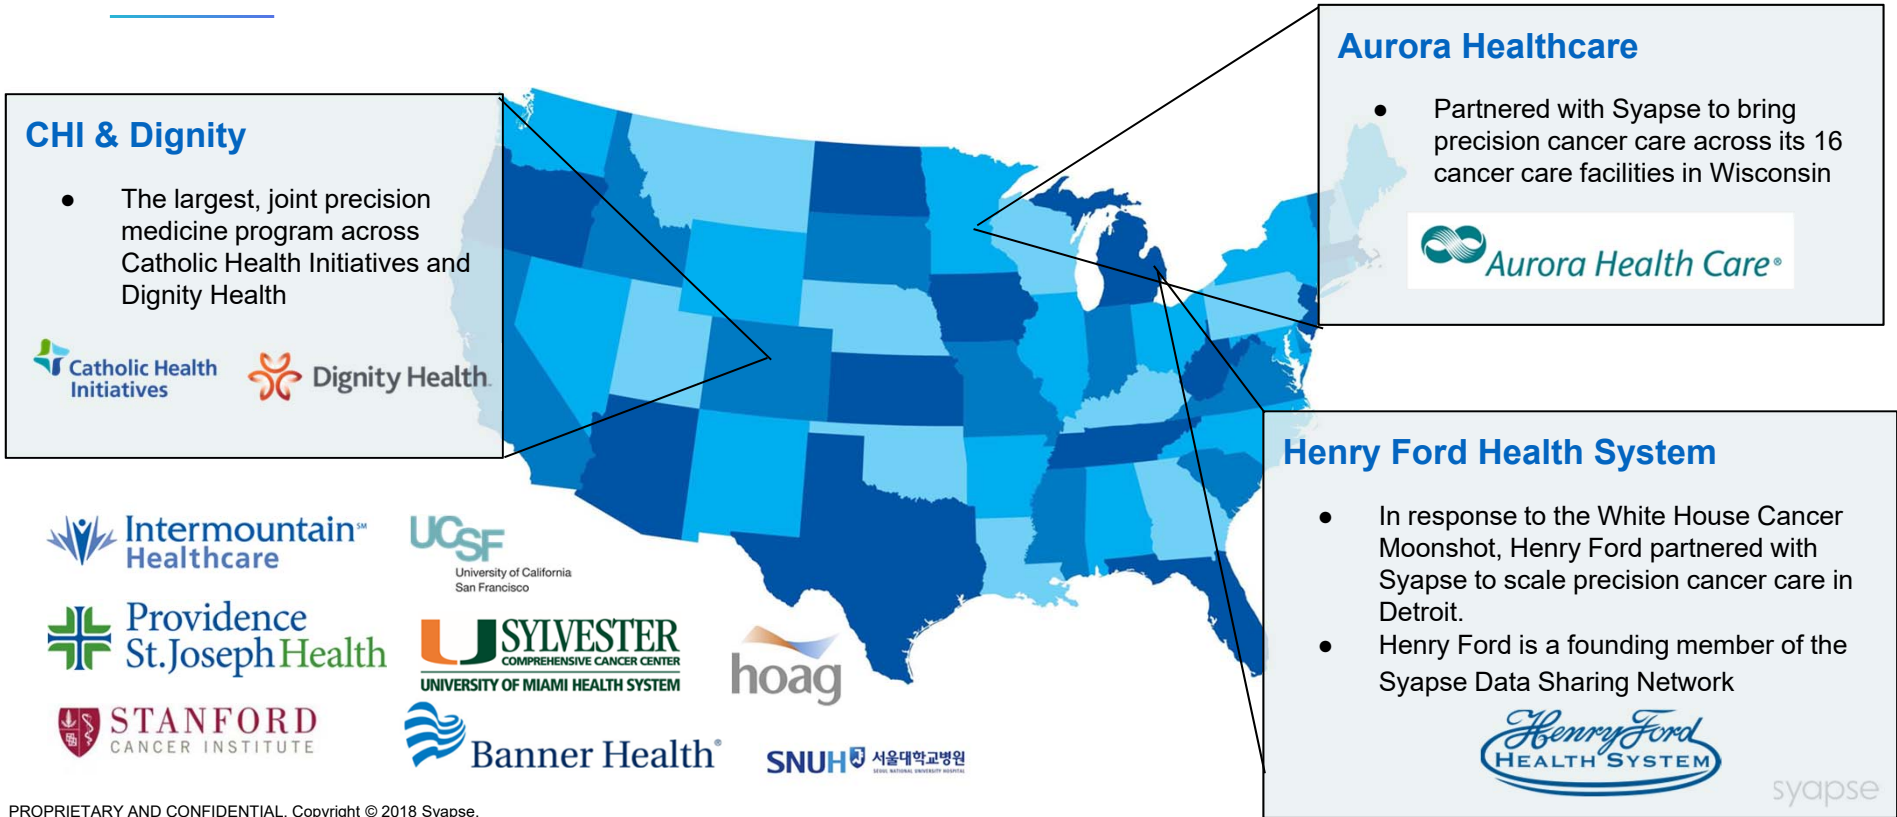 CHI & Dignity
● The largest, joint precision
medicine program across
Catholic Health Initiatives and
Dignity Health
Catholic Health
Initiatives
Dignity Health
Aurora Healthcare
● Partnered with Syapse to bring
precision cancer care across its 16
cancer care facilities in Wisconsin
Aurora Health Care®
Henry Ford Health System
● In response to the White House Cancer
Moonshot, Henry Ford partnered with
Syapse to scale precision cancer care in
Detroit.
● Henry Ford is a founding member of the
Syapse Data Sharing Network
Henry Ford
HEALTH SYSTEM
syapse
Intermountain℠
Healthcare
UCSF
University of California
San Francisco
Providence
St.Joseph Health
U SYLVESTER
COMPREHENSIVE CANCER CENTER
UNIVERSITY OF MIAMI HEALTH SYSTEM
hoag
STANFORD
CANCER INSTITUTE
Banner Health®
SNUH 서울대학교병원
SEOUL NATIONAL UNIVERSITY HOSPITAL
PROPRIETARY AND CONFIDENTIAL. Copyright © 2018 Syapse.